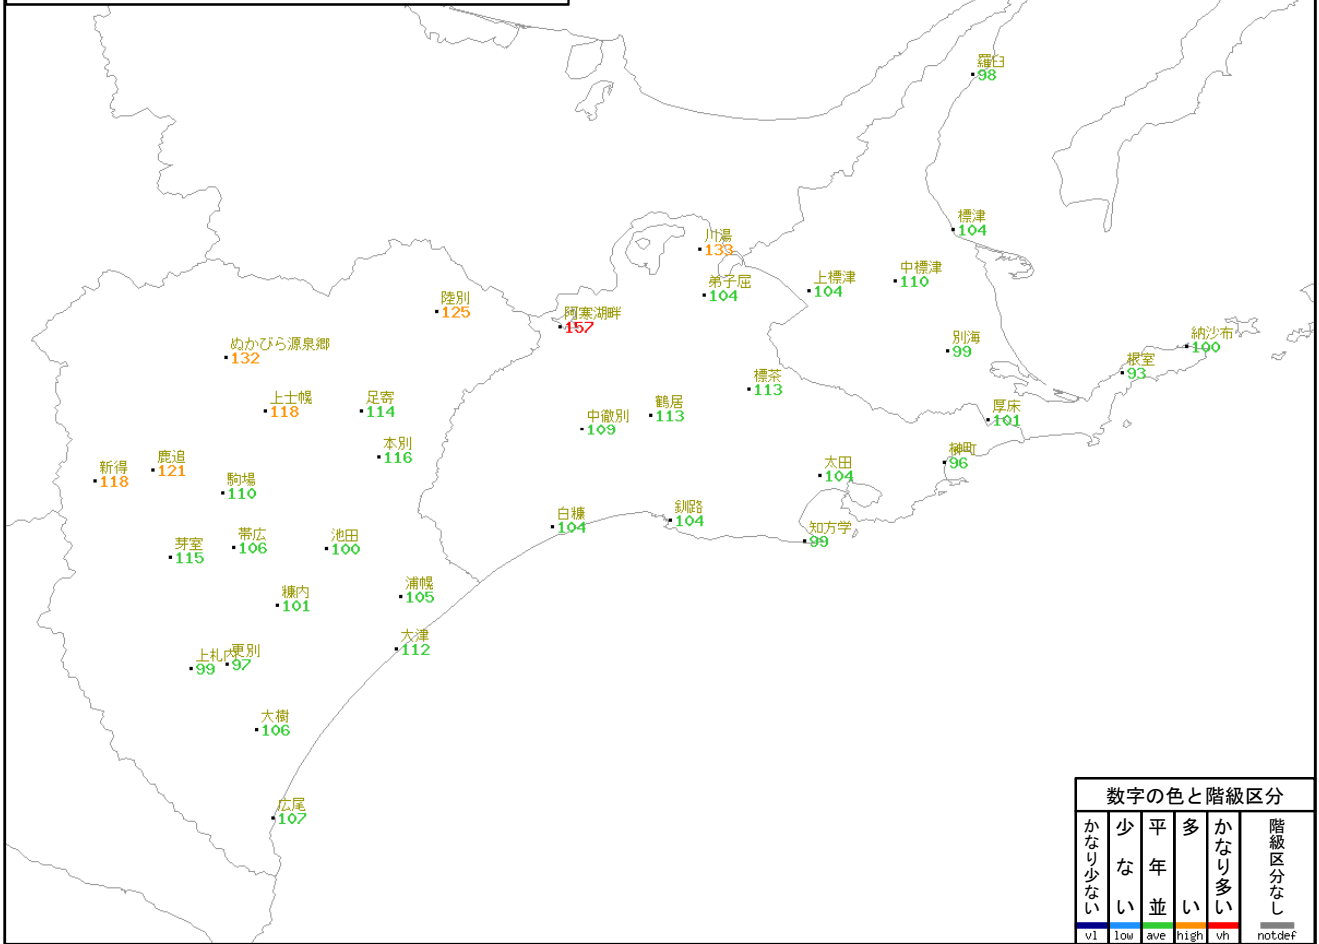 羅臼
98
標津
104
川湯
133
弟子屈
104
上標津
104
中標津
110
陸別
125
阿寒湖畔
157
ぬかびら源泉郷
132
別海
99
納沙布
100
根室
93
標茶
113
上士幌
118
足寄
114
鶴居
113
中徹別
109
厚床
101
本別
116
榊町
96
太田
104
新得
118
鹿追
121
駒場
110
白糠
104
釧路
104
知方学
99
芽室
115
帯広
106
池田
100
糠内
101
浦幌
105
大津
112
上札内
99
更別
97
大樹
106
広尾
107
数字の色と階級区分
かなり少ない
少ない
平年並
多い
かなり多い
階級区分なし
vl
low
ave
high
vh
notdef